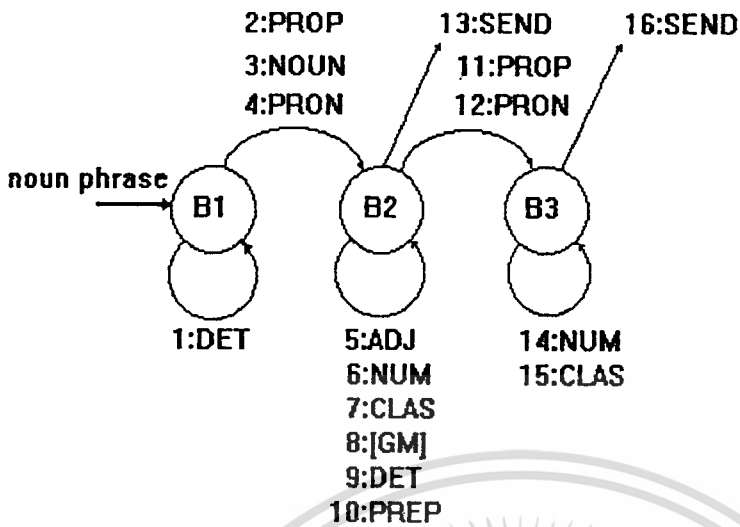 2:PROP
3:NOUN
4:PRON
13:SEND
11:PROP
12:PRON
16:SEND
noun phrase
B1
B2
B3
1:DET
5:ADJ
6:NUM
7:CLAS
8:[GM]
9:DET
10:PREP
14:NUM
15:CLAS